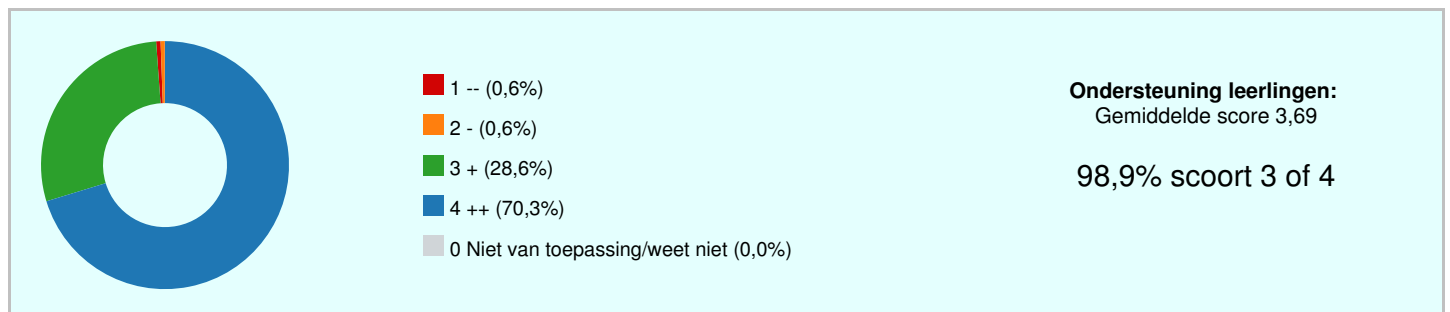 1 -- (0,6%)
2 - (0,6%)
3 + (28,6%)
4 ++ (70,3%)
0 Niet van toepassing/weet niet (0,0%)
Ondersteuning leerlingen:
Gemiddelde score 3,69
98,9% scoort 3 of 4